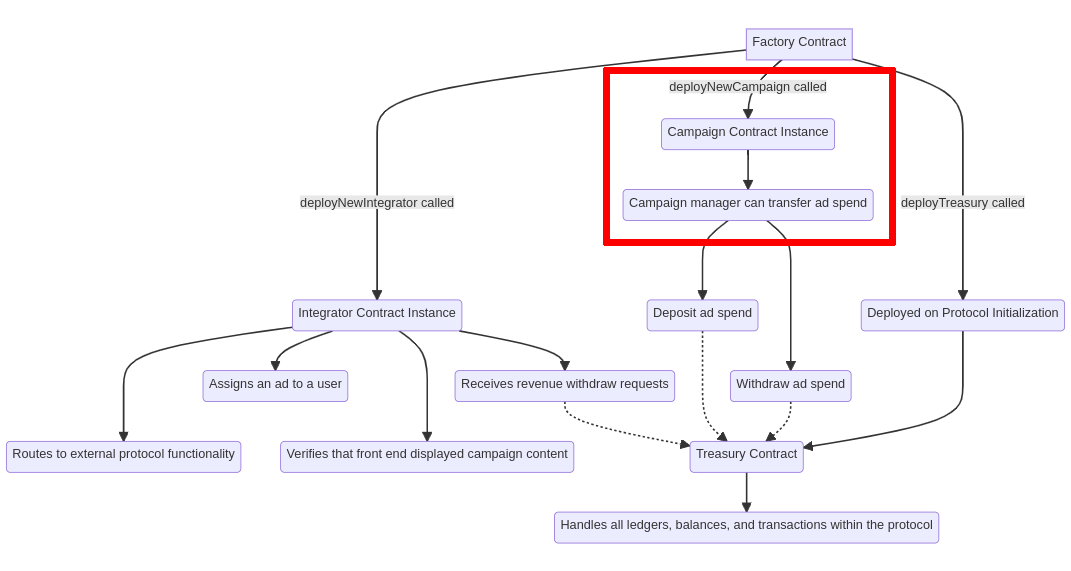 Factory Contract
deployNewCampaign called
Campaign Contract Instance
Campaign manager can transfer ad spend
deployNewIntegrator called
deployTreasury called
Integrator Contract Instance
Deposit ad spend
Deployed on Protocol Initialization
Assigns an ad to a user
Receives revenue withdraw requests
Withdraw ad spend
Routes to external protocol functionality
Verifies that front end displayed campaign content
Treasury Contract
Handles all ledgers, balances, and transactions within the protocol